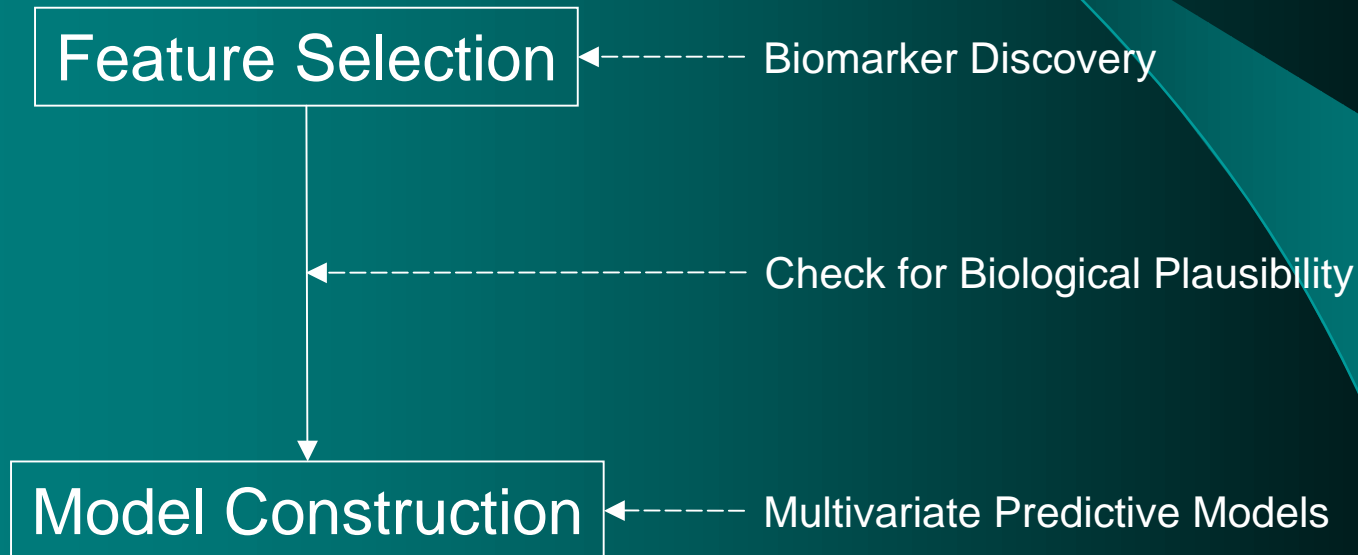 Feature Selection
Biomarker Discovery
Check for Biological Plausibility
Model Construction
Multivariate Predictive Models